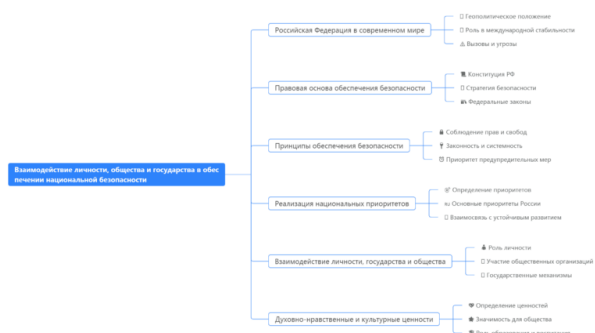 Взаимодействие личности, общества и государства в обес
печении национальной безопасности
Российская Федерация в современном мире
Геополитическое положение
Роль в международной стабильности
Вызовы и угрозы
Правовая основа обеспечения безопасности
Конституция РФ
Стратегия безопасности
Федеральные законы
Принципы обеспечения безопасности
Соблюдение прав и свобод
Законность и системность
Приоритет предупредительных мер
Реализация национальных приоритетов
Определение приоритетов
Основные приоритеты России
Взаимосвязь с устойчивым развитием
Взаимодействие личности, государства и общества
Роль личности
Участие общественных организаций
Государственные механизмы
Духовно-нравственные и культурные ценности
Определение ценностей
Значимость для общества